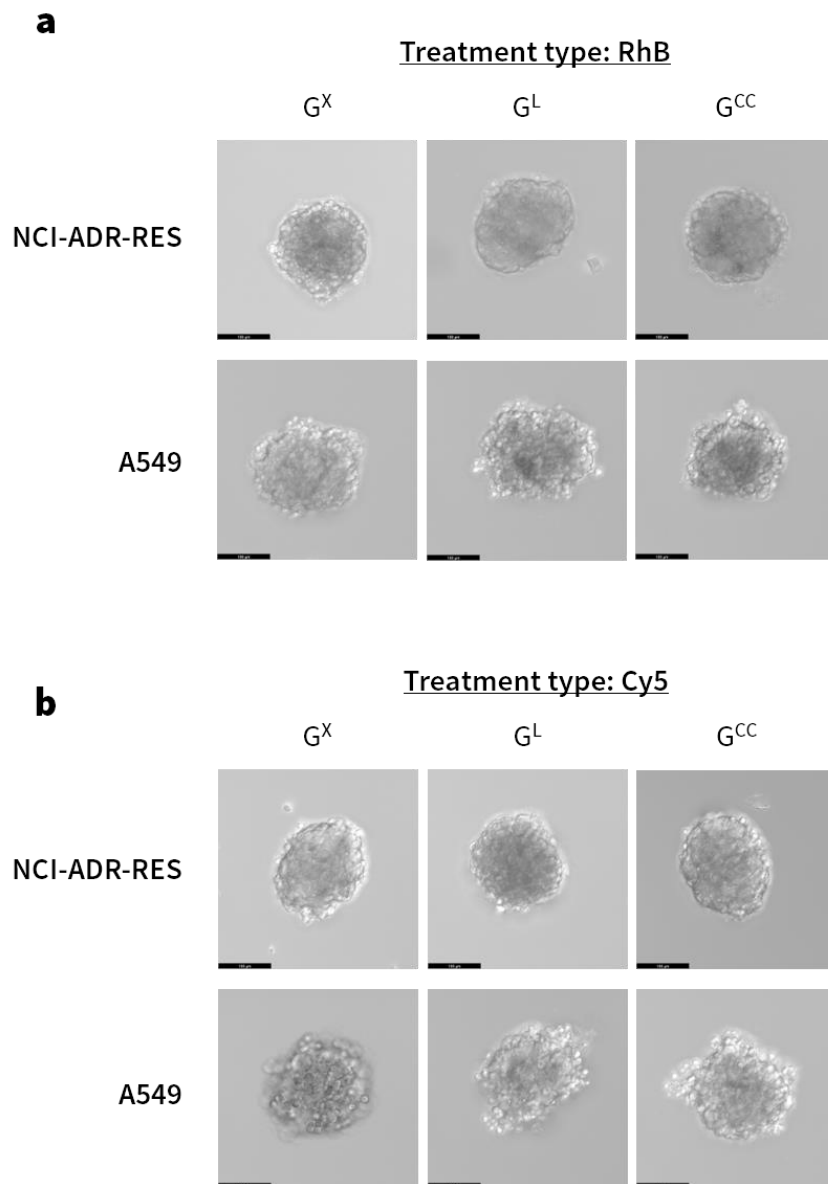 a
Treatment type: RhB
G^X G^L G^CC
NCI-ADR-RES
A549
b
Treatment type: Cy5
G^X G^L G^CC
NCI-ADR-RES
A549